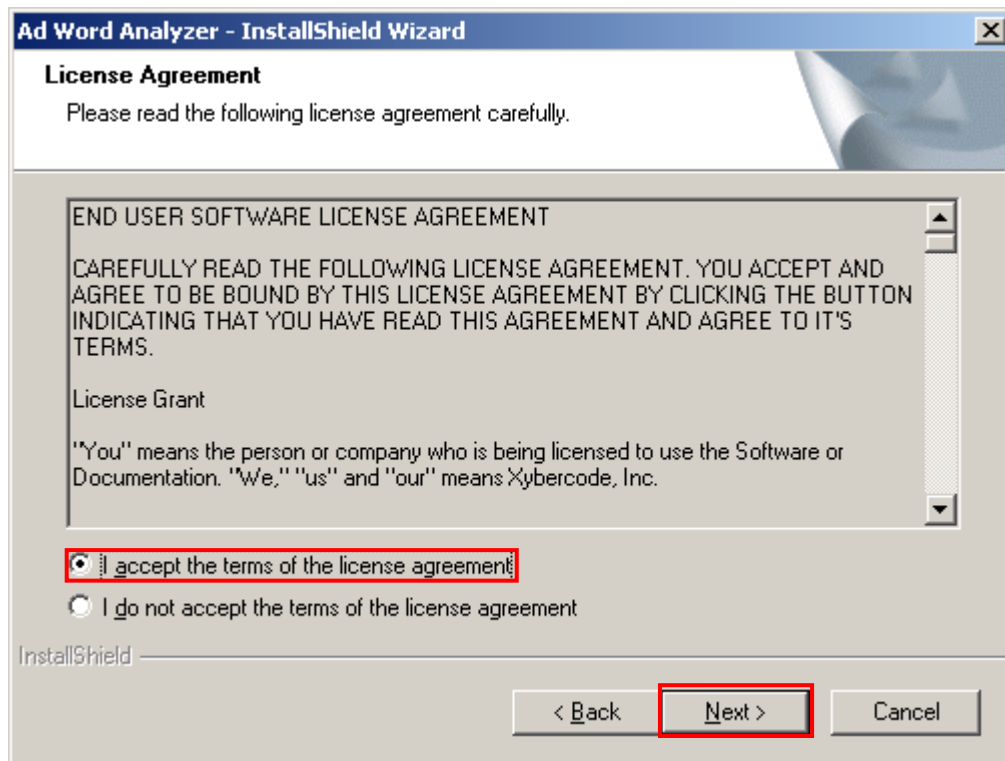 Ad Word Analyzer - InstallShield Wizard
License Agreement
Please read the following license agreement carefully.
END USER SOFTWARE LICENSE AGREEMENT
CAREFULLY READ THE FOLLOWING LICENSE AGREEMENT. YOU ACCEPT AND
AGREE TO BE BOUND BY THIS LICENSE AGREEMENT BY CLICKING THE BUTTON
INDICATING THAT YOU HAVE READ THIS AGREEMENT AND AGREE TO IT'S
TERMS.
License Grant
"You" means the person or company who is being licensed to use the Software or
Documentation. "We," "us" and "our" means Xybercode, Inc.
I accept the terms of the license agreement
I do not accept the terms of the license agreement
InstallShield
< Back Next > Cancel